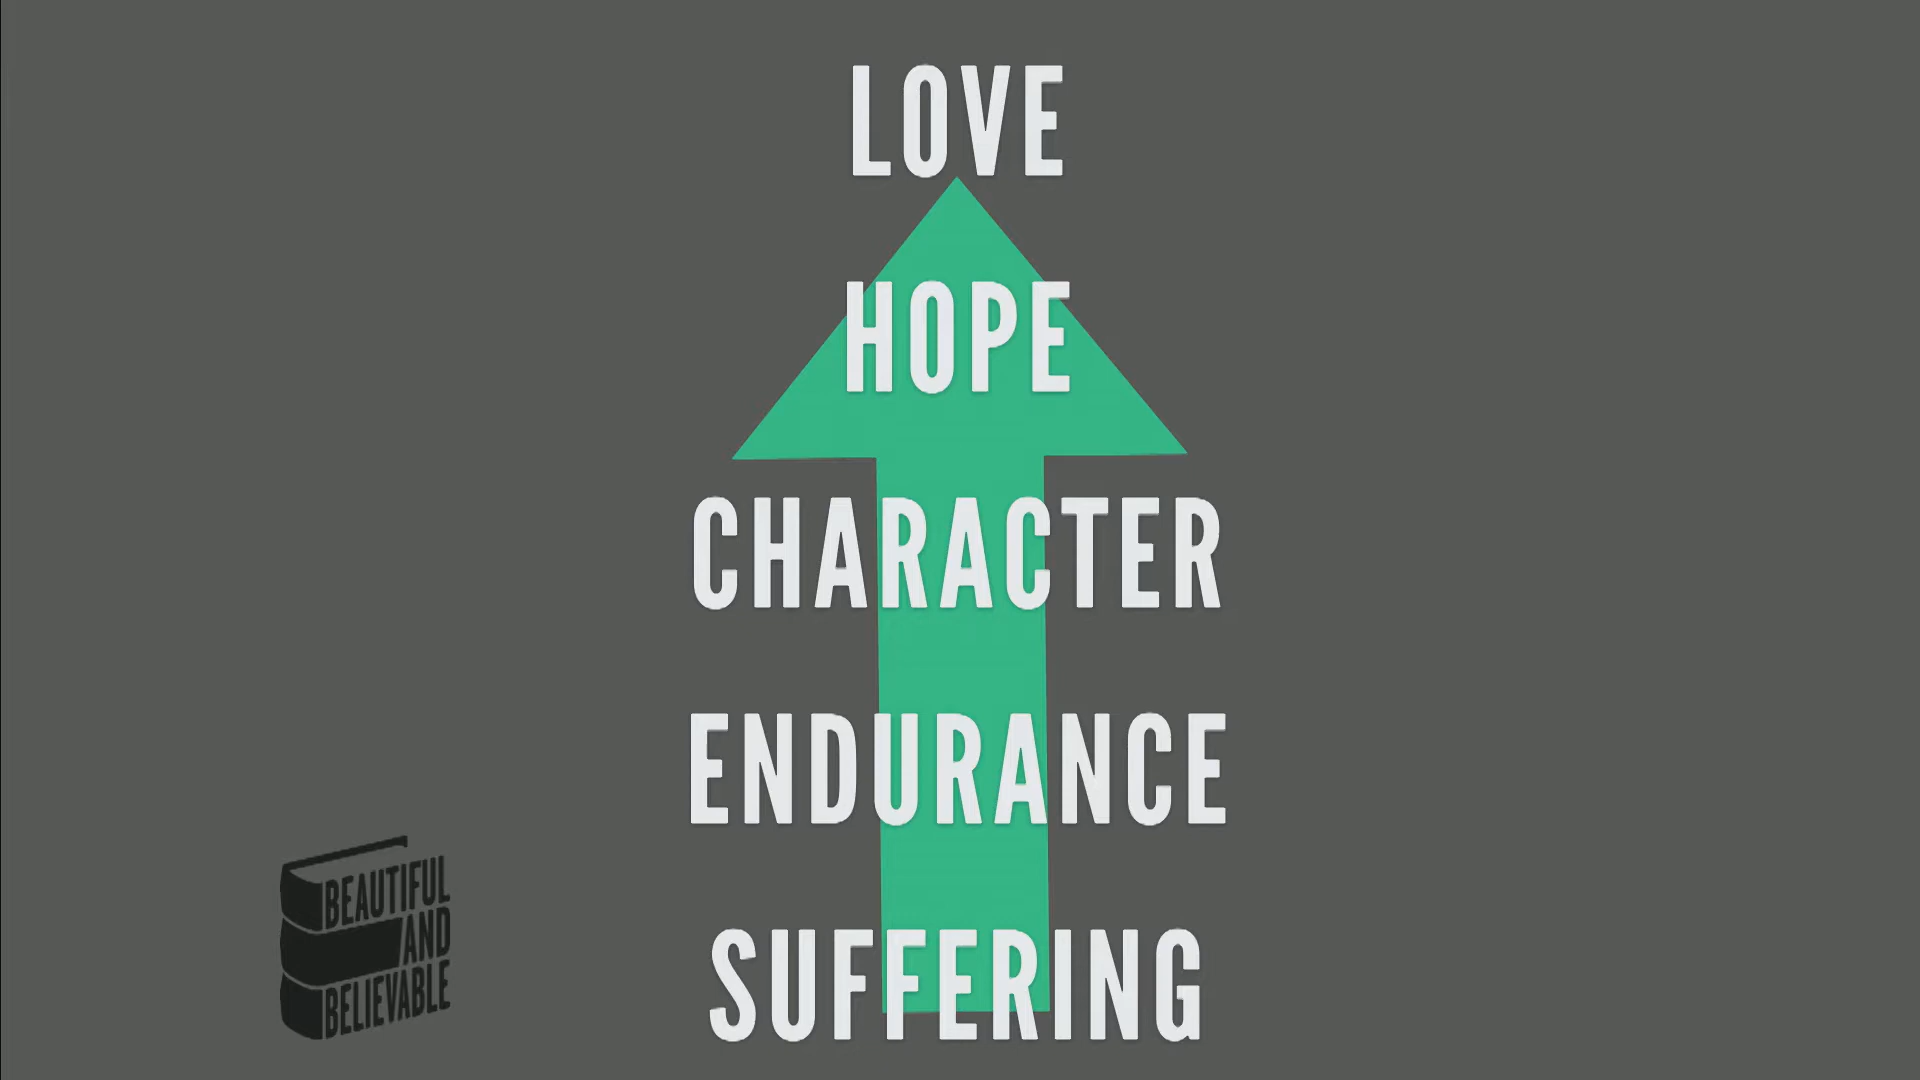 LOVE
HOPE
CHARACTER
ENDURANCE
SUFFERING
BEAUTIFUL
AND
BELIEVABLE